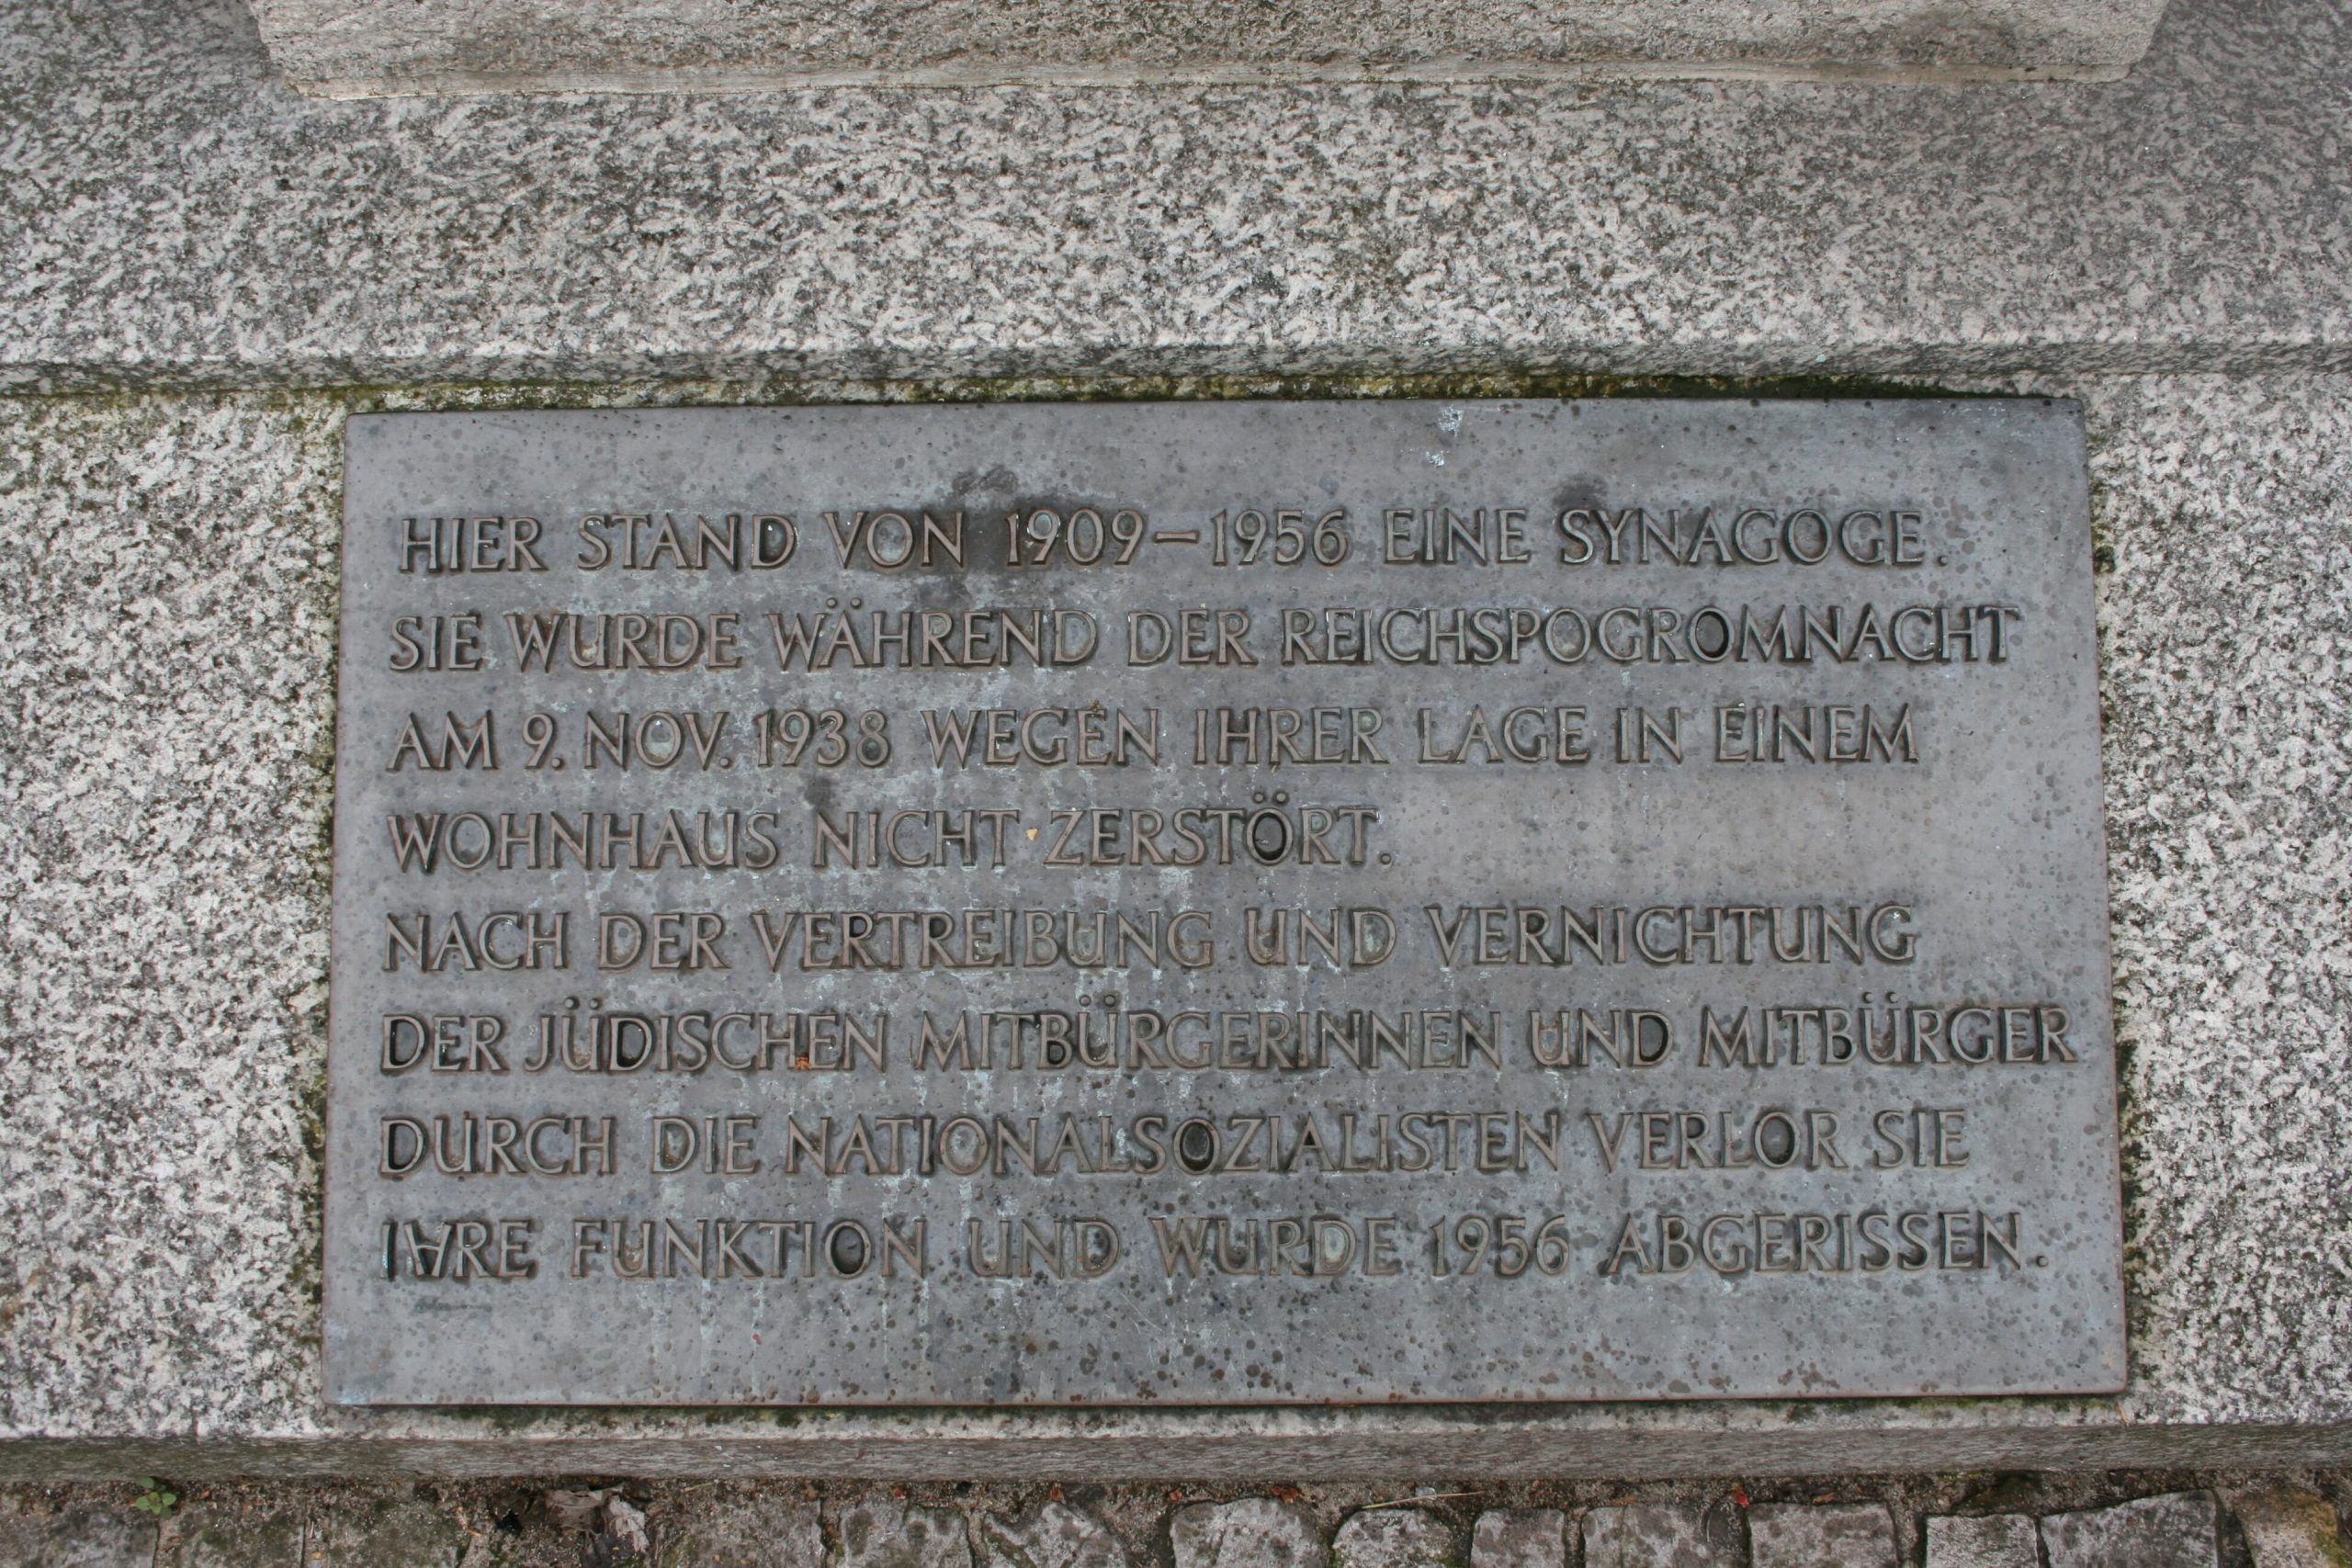 HIER STAND VON 1909–1956 EINE SYNAGOGE.
SIE WURDE WÄHREND DER REICHSPOGROMNACHT
AM 9. NOV. 1938 WEGEN IHRER LAGE IN EINEM
WOHNHAUS NICHT ZERSTÖRT.
NACH DER VERTREIBUNG UND VERNICHTUNG
DER JÜDISCHEN MITBÜRGERINNEN UND MITBÜRGER
DURCH DIE NATIONALSOZIALISTEN VERLOR SIE
IHRE FUNKTION UND WURDE 1956 ABGERISSEN.